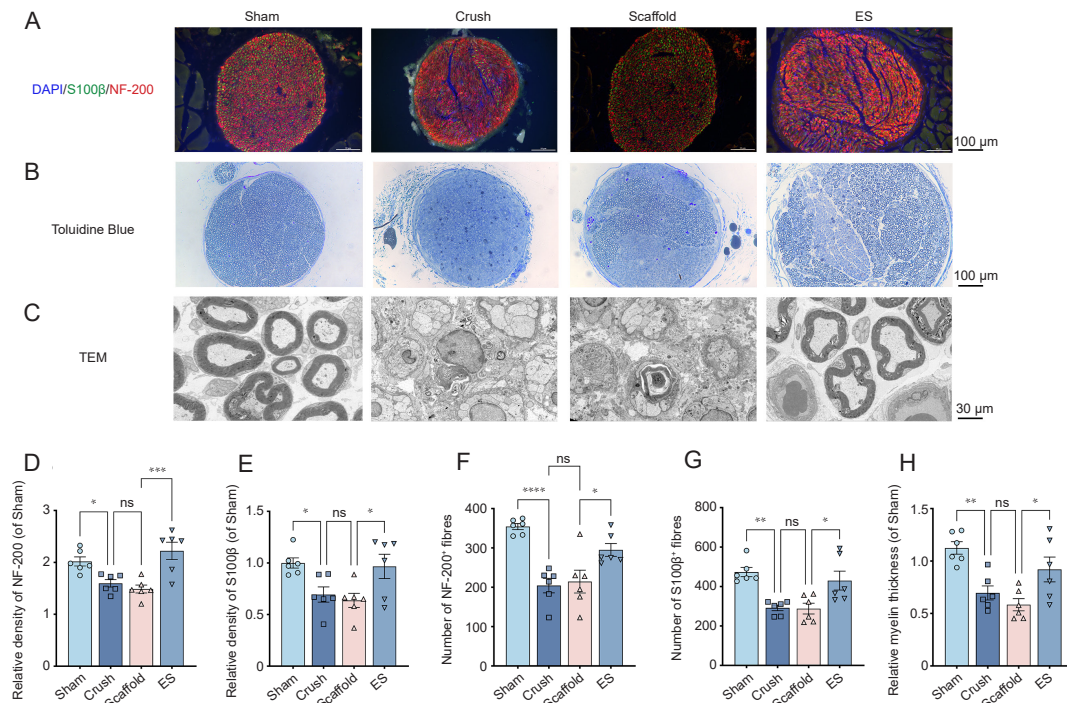 A
Sham
Crush
Scaffold
ES
DAPI/S100β/NF-200
100 μm
B
Toluidine Blue
100 μm
C
TEM
30 μm
D
Relative density of NF-200 (of Sham)
3
2
1
0
*
ns
***
Sham
Crush
Scaffold
ES
E
Relative density of S100β (of Sham)
1.5
1.0
0.5
0.0
*
ns
*
Sham
Crush
Scaffold
ES
F
Number of NF-200⁺ fibres
400
300
200
100
0
****
ns
*
Sham
Crush
Scaffold
ES
G
Number of S100β⁺ fibres
800
600
400
200
0
**
ns
*
Sham
Crush
Scaffold
ES
H
Relative myelin thickness (of Sham)
1.5
1.0
0.5
0.0
**
ns
*
Sham
Crush
Scaffold
ES